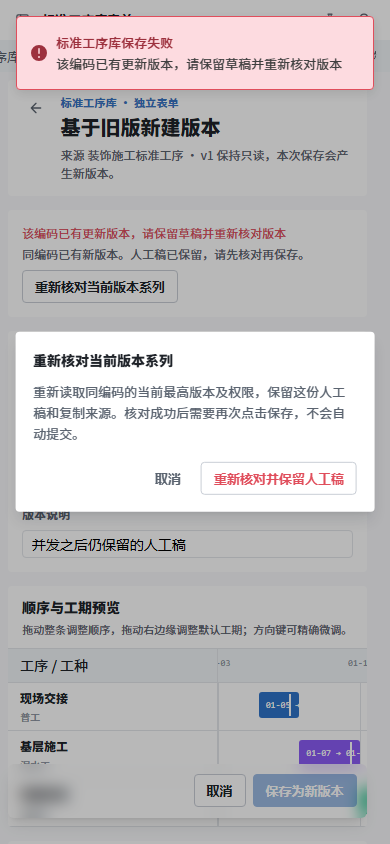 标准工序库保存失败
该编码已有更新版本，请保留草稿并重新核对版本
标准工序库 · 独立表单
基于旧版新建版本
来源 装饰施工标准工序 · v1 保持只读，本次保存会产
生新版本。
该编码已有更新版本，请保留草稿并重新核对版本
同编码已有新版本。人工稿已保留，请先核对再保存。
重新核对当前版本系列
重新核对当前版本系列
重新读取同编码的当前最高版本及权限，保留这份人工
稿和复制来源。核对成功后需要再次点击保存，不会自
动提交。
取消
重新核对并保留人工稿
版本说明
并发之后仍保留的人工稿
顺序与工期预览
拖动整条调整顺序，拖动右边缘调整默认工期；方向键可精确微调。
工序 / 工种
-03
01-1
现场交接
普工
01-05 →
基层施工
01-07 → 01-
取消
保存为新版本